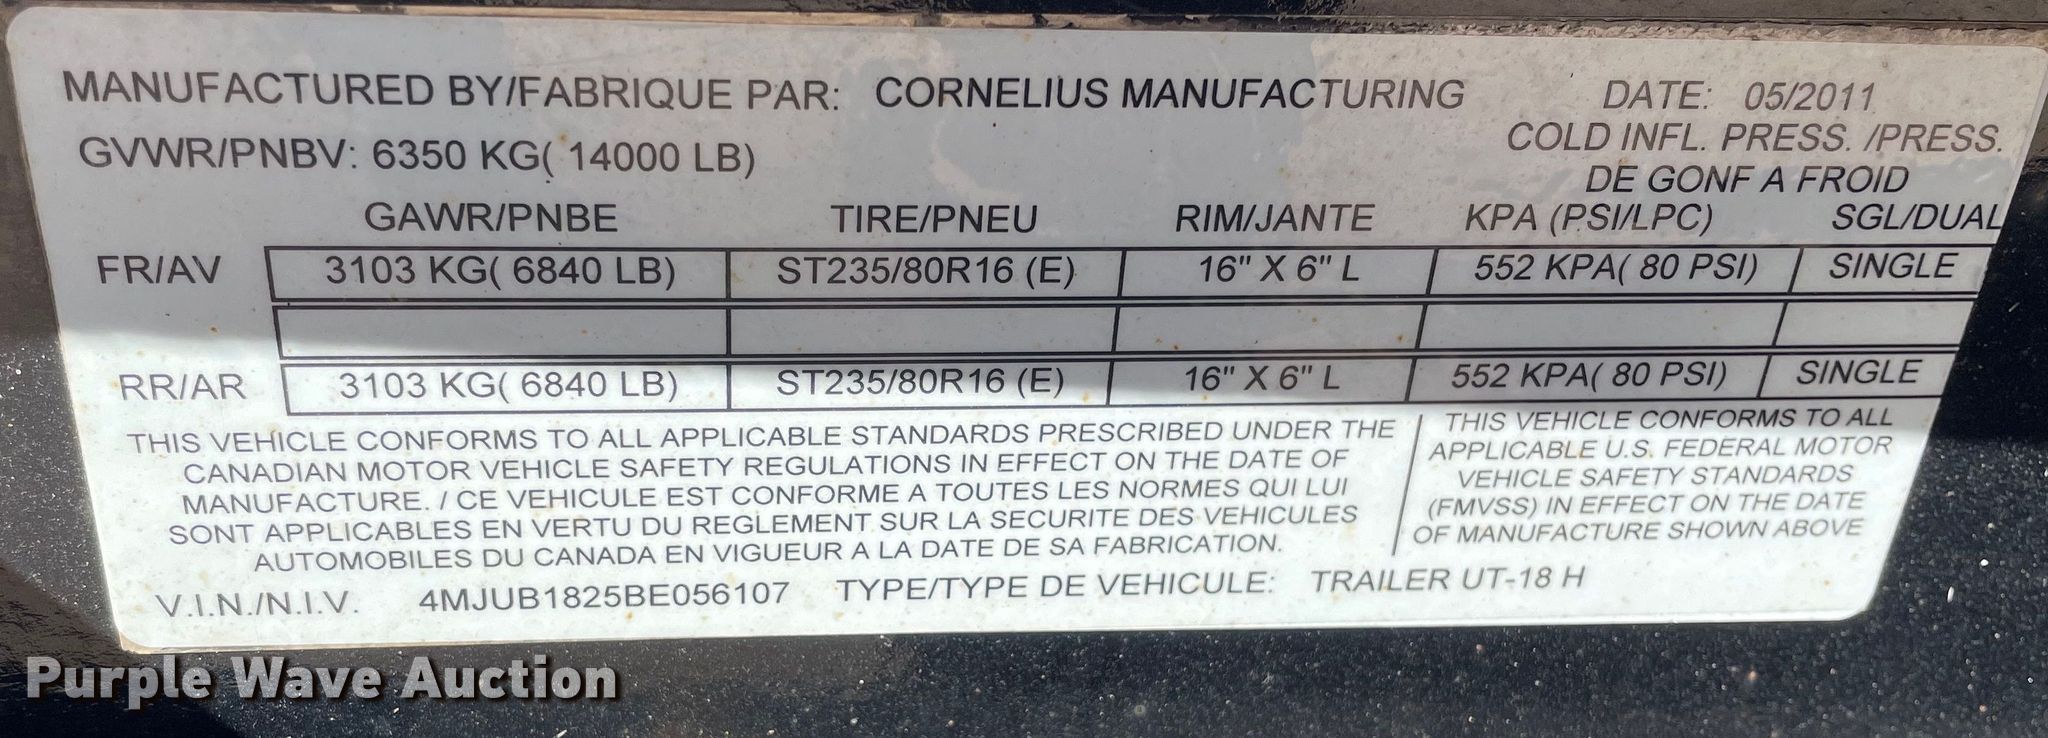 MANUFACTURED BY/FABRIQUE PAR: CORNELIUS MANUFACTURING DATE: 05/2011
GVWR/PNBV: 6350 KG( 14000 LB) COLD INFL. PRESS. /PRESS.
DE GONF A FROID
GAWR/PNBE TIRE/PNEU RIM/JANTE KPA (PSI/LPC) SGL/DUAL
FR/AV 3103 KG( 6840 LB) ST235/80R16 (E) 16" X 6" L 552 KPA( 80 PSI) SINGLE
RR/AR 3103 KG( 6840 LB) ST235/80R16 (E) 16" X 6" L 552 KPA( 80 PSI) SINGLE
THIS VEHICLE CONFORMS TO ALL APPLICABLE STANDARDS PRESCRIBED UNDER THE
CANADIAN MOTOR VEHICLE SAFETY REGULATIONS IN EFFECT ON THE DATE OF
MANUFACTURE. / CE VEHICULE EST CONFORME A TOUTES LES NORMES QUI LUI
SONT APPLICABLES EN VERTU DU REGLEMENT SUR LA SECURITE DES VEHICULES
AUTOMOBILES DU CANADA EN VIGUEUR A LA DATE DE SA FABRICATION.
THIS VEHICLE CONFORMS TO ALL
APPLICABLE U.S. FEDERAL MOTOR
VEHICLE SAFETY STANDARDS
(FMVSS) IN EFFECT ON THE DATE
OF MANUFACTURE SHOWN ABOVE
V.I.N./N.I.V. 4MJUB1825BE056107 TYPE/TYPE DE VEHICULE: TRAILER UT-18 H
Purple Wave Auction